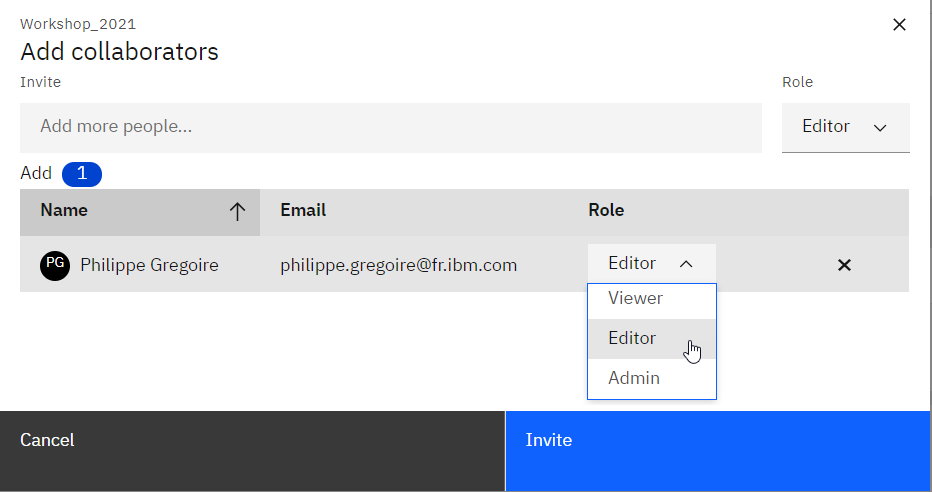 Workshop_2021
Add collaborators
Invite
Role
Add more people...
Editor
Add 1
Name Email Role
PG Philippe Gregoire philippe.gregoire@fr.ibm.com Editor
Viewer
Editor
Admin
Cancel
Invite